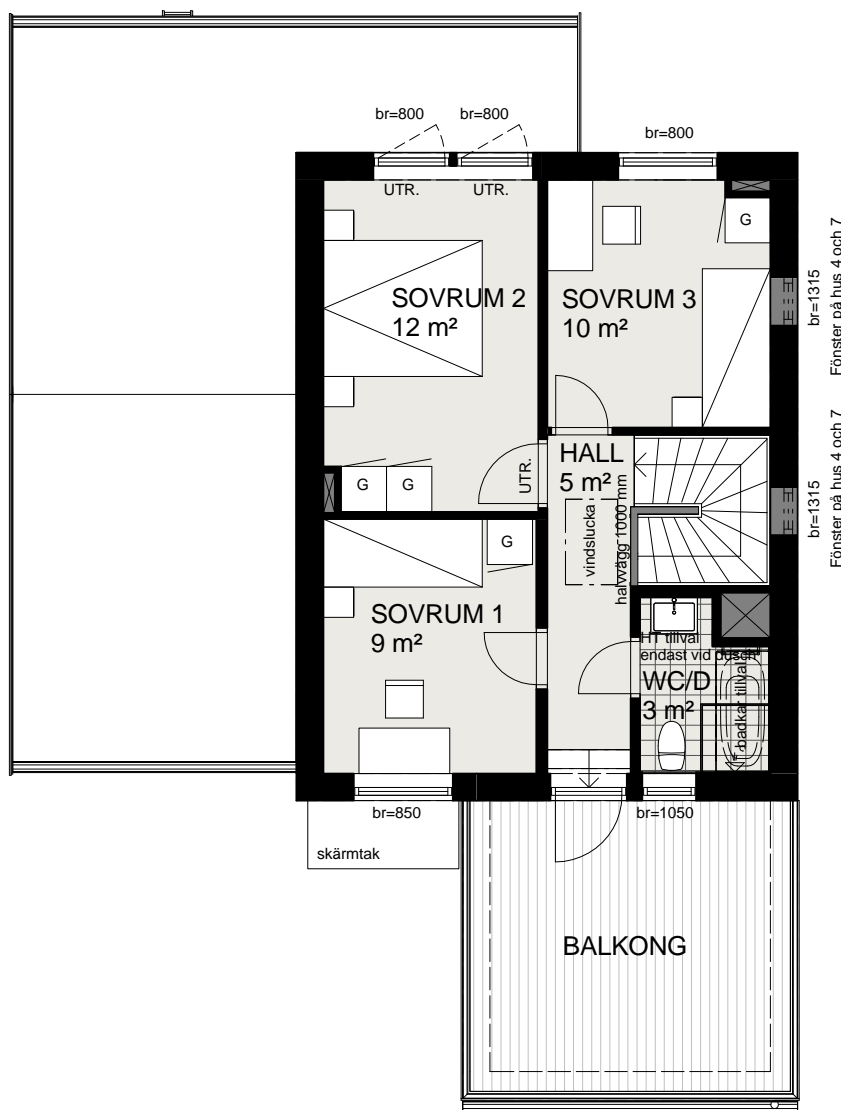 br=800
br=800
br=800
UTR.
UTR.
G
SOVRUM 2
12 m²
SOVRUM 3
10 m²
br=1315
Fönster på hus 4 och 7
HALL
5 m²
UTR.
G
G
vindslucka
halvvägg 1000 mm
br=1315
Fönster på hus 4 och 7
G
SOVRUM 1
9 m²
HT tillval
endast vid dusch
WC/D
3 m²
badkar tillval
br=850
br=1050
skärmtak
BALKONG